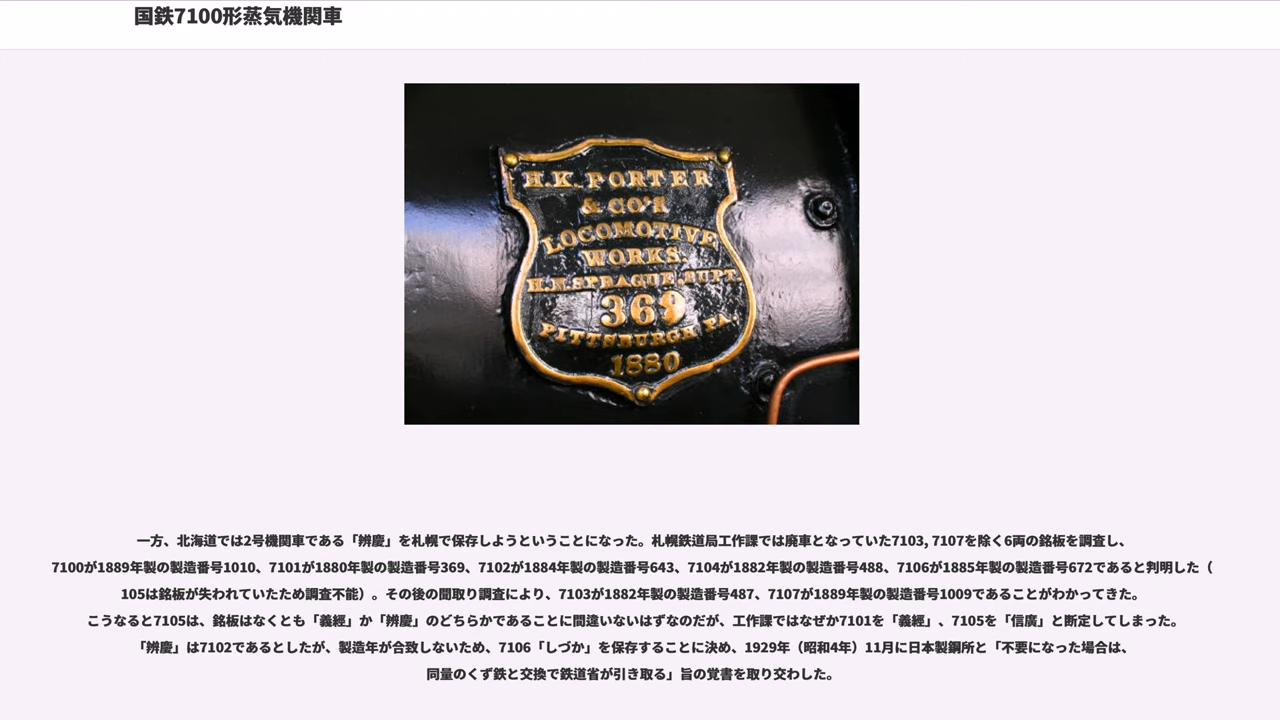 国鉄7100形蒸気機関車
H.K.PORTER
& CO'S
LOCOMOTIVE
WORKS.
H.N.SPRAGUE,SUPT.
369
PITTSBURGH PA.
1880
一方、北海道では2号機関車である「辨慶」を札幌で保存しようということになった。札幌鉄道局工作課では廃車となっていた7103, 7107を除く6両の銘板を調査し、
7100が1889年製の製造番号1010、7101が1880年製の製造番号369、7102が1884年製の製造番号643、7104が1882年製の製造番号488、7106が1885年製の製造番号672であると判明した（
105は銘板が失われていたため調査不能）。その後の聞取り調査により、7103が1882年製の製造番号487、7107が1889年製の製造番号1009であることがわかってきた。
こうなると7105は、銘板はなくとも「義經」か「辨慶」のどちらかであることに間違いないはずなのだが、工作課ではなぜか7101を「義經」、7105を「信廣」と断定してしまった。
「辨慶」は7102であるとしたが、製造年が合致しないため、7106「しづか」を保存することに決め、1929年（昭和4年）11月に日本製鋼所と「不要になった場合は、
同量のくず鉄と交換で鉄道省が引き取る」旨の覚書を取り交わした。